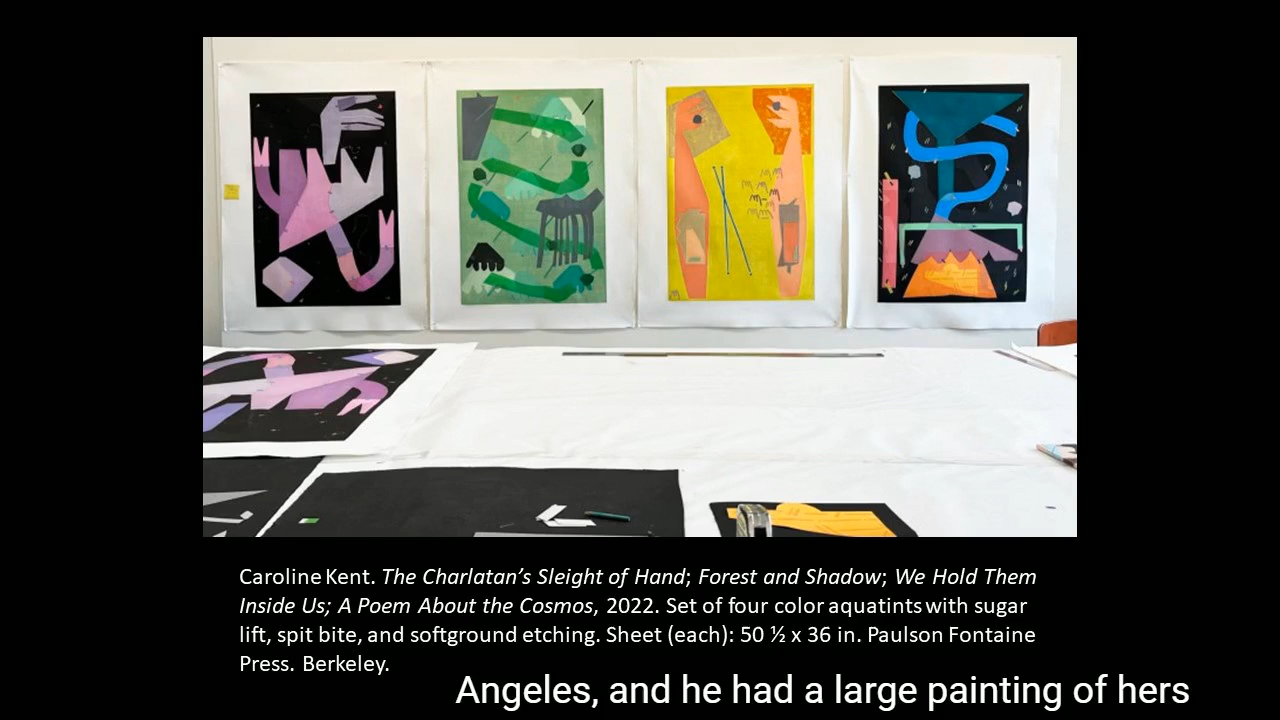 Caroline Kent. The Charlatan’s Sleight of Hand; Forest and Shadow; We Hold Them
Inside Us; A Poem About the Cosmos, 2022. Set of four color aquatints with sugar
lift, spit bite, and softground etching. Sheet (each): 50 ½ x 36 in. Paulson Fontaine
Press. Berkeley.
Angeles, and he had a large painting of hers